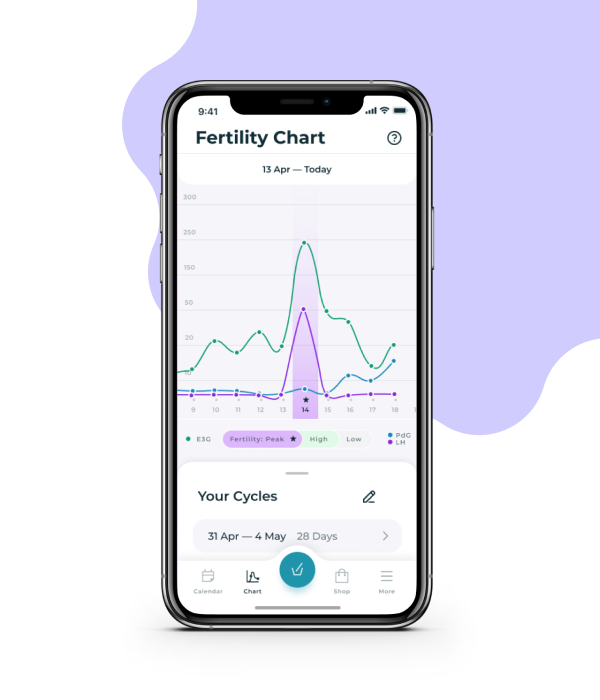 9:41
Fertility Chart
?
13 Apr — Today
300
250
150
50
20
10
9 10 11 12 13 14 15 16 17 18
E3G Fertility: Peak ★ High Low PdG
LH
Your Cycles
31 Apr — 4 May 28 Days
Calendar Chart Shop More